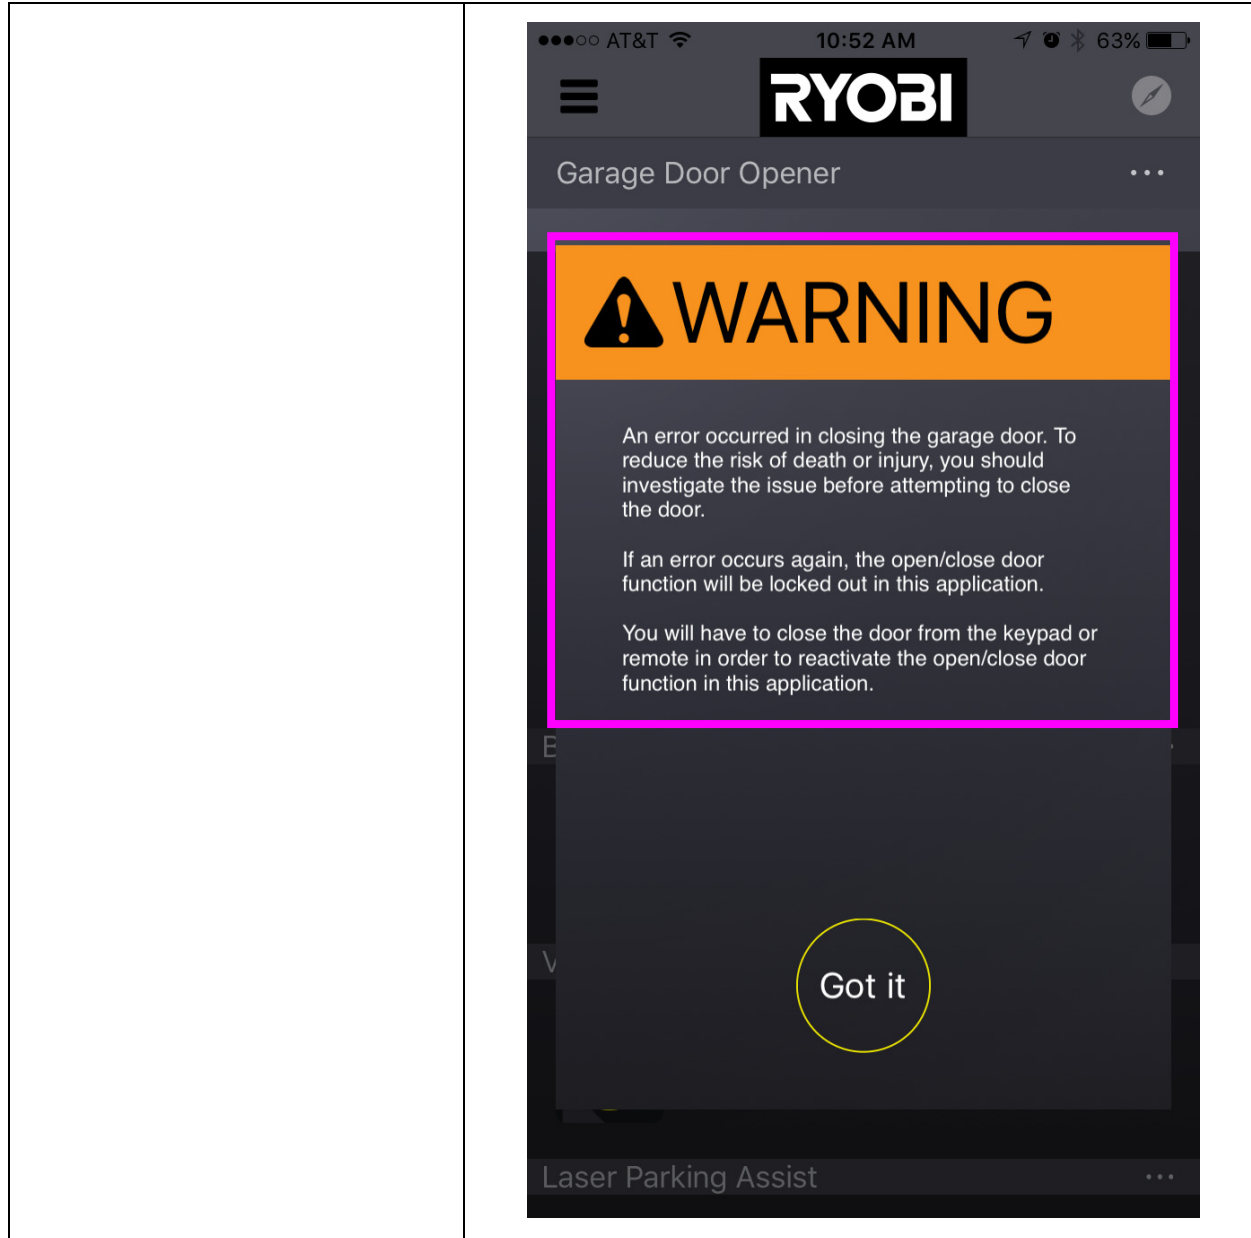 AT&T 10:52 AM 63%
RYOBI
Garage Door Opener
WARNING
An error occurred in closing the garage door. To
reduce the risk of death or injury, you should
investigate the issue before attempting to close
the door.
If an error occurs again, the open/close door
function will be locked out in this application.
You will have to close the door from the keypad or
remote in order to reactivate the open/close door
function in this application.
B
V
Got it
Laser Parking Assist